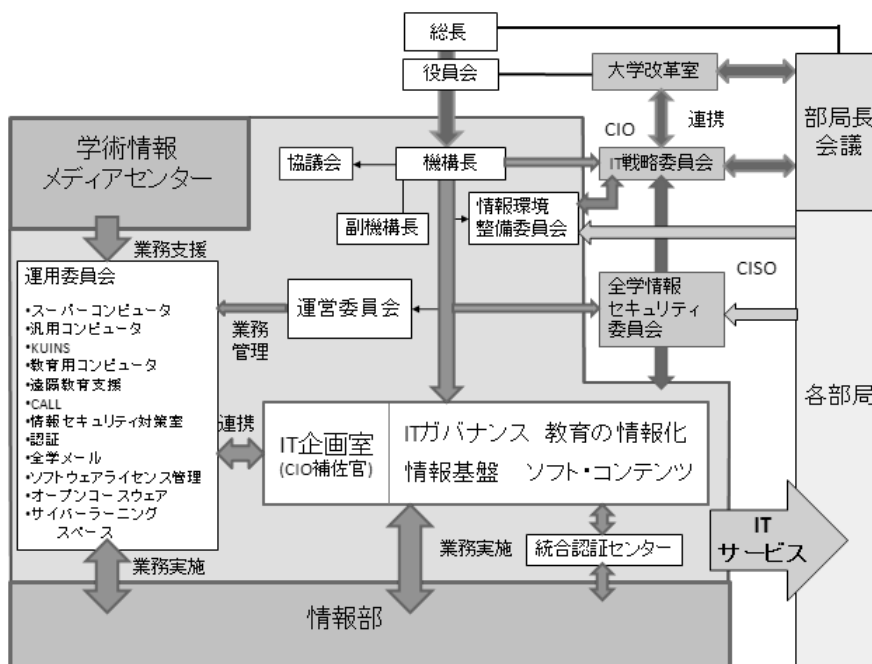 総長
役員会
大学改革室
部局長
会議
学術情報
メディアセンター
CIO
連携
協議会
機構長
IT戦略委員会
副機構長
情報環境
整備委員会
業務支援
運用委員会
•スーパーコンピュータ
•汎用コンピュータ
•KUINS
•教育用コンピュータ
•遠隔教育支援
•CALL
•情報セキュリティ対策室
•認証
•全学メール
•ソフトウェアライセンス管理
•オープンコースウェア
•サイバーラーニング
スペース
業務
管理
運営委員会
全学情報
セキュリティ
委員会
CISO
各部局
連携
IT企画室
(CIO補佐官)
ITガバナンス 教育の情報化
情報基盤 ソフト・コンテンツ
業務実施
業務実施
統合認証センター
IT
サービス
情報部